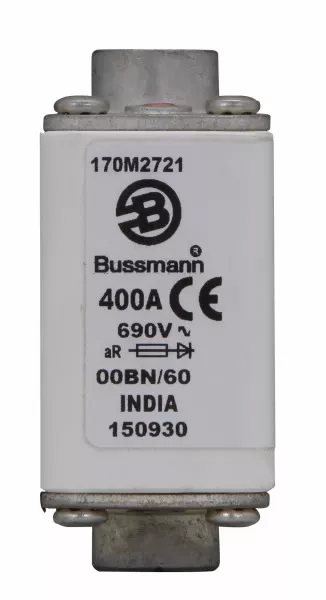 170M2721
B
Bussmann®
400A CE
690V ~
aR
00BN/60
INDIA
150930